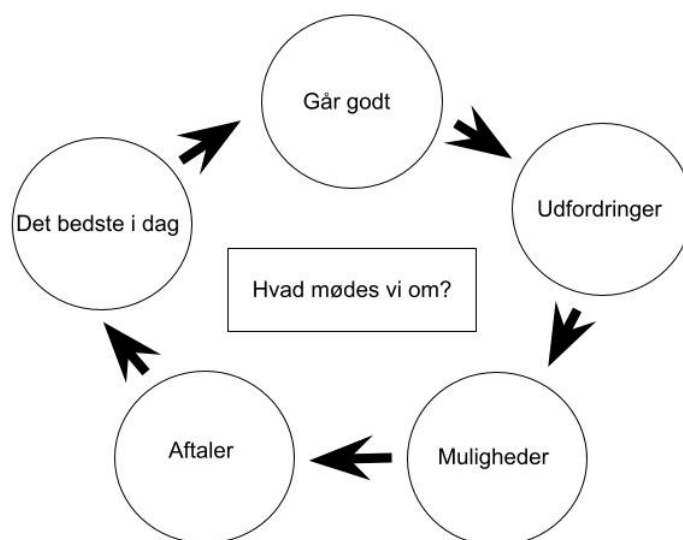 Går godt
Udfordringer
Muligheder
Aftaler
Det bedste i dag
Hvad mødes vi om?